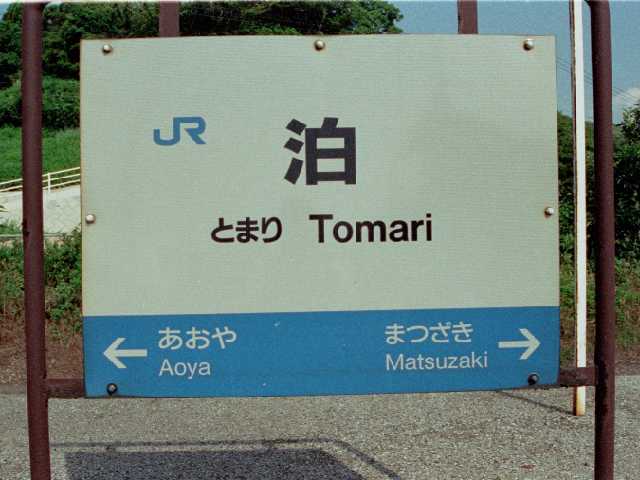 JR
泊
とまり Tomari
← あおや まつざき →
Aoya Matsuzaki